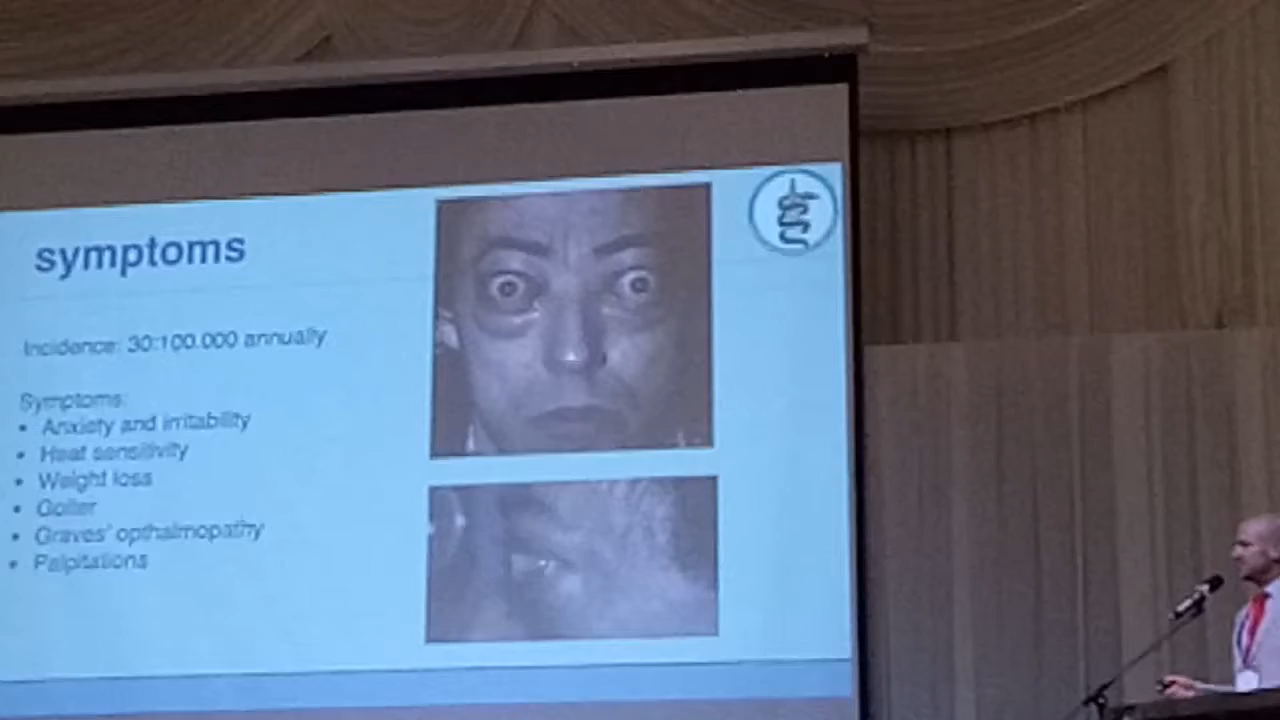 symptoms
Incidence: 30:100.000 annually
Symptoms:
• Anxiety and irritability
• Heat sensitivity
• Weight loss
• Goiter
• Graves' opthalmopathy
• Palpitations